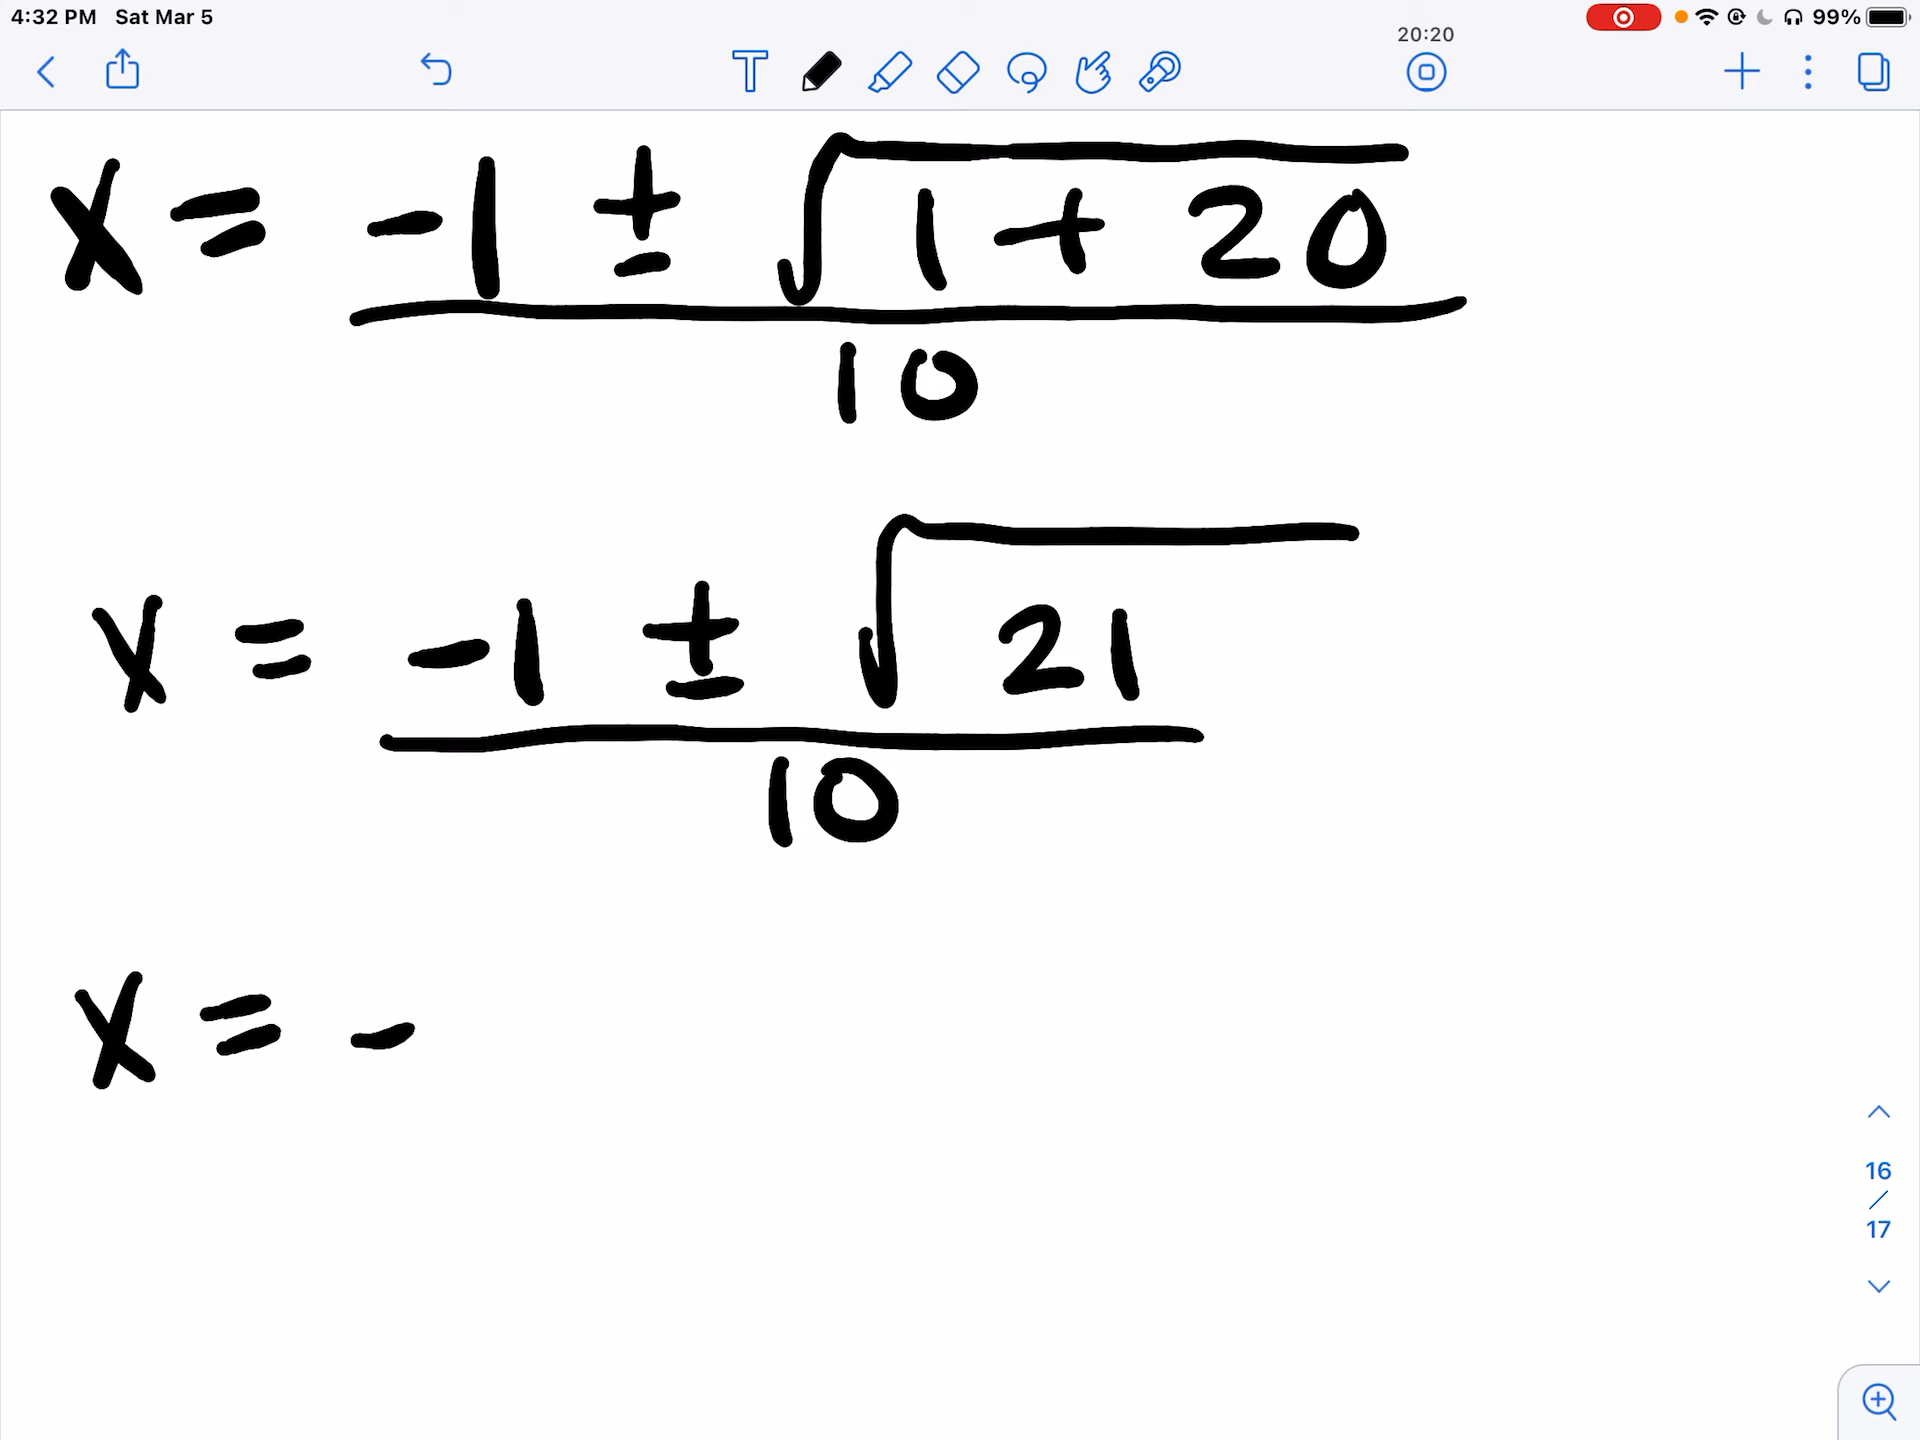 4:32 PM Sat Mar 5 99%
20:20
T
x = -1 ± √1 + 20
10
x = -1 ± √21
10
x = -
16
/
17